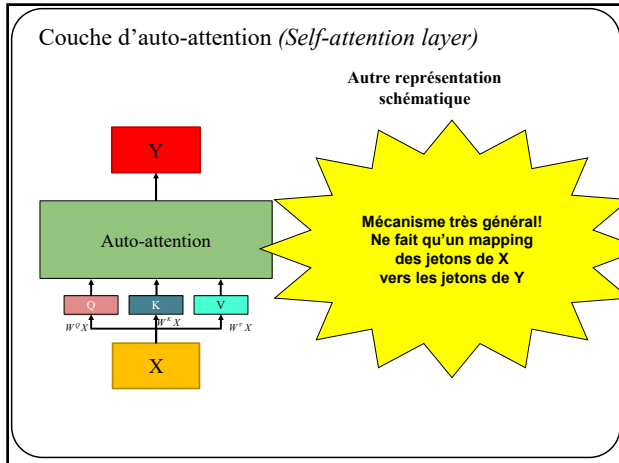 Couche d’auto-attention (Self-attention layer)
Autre représentation
schématique
Y
Auto-attention
Mécanisme très général!
Ne fait qu’un mapping
des jetons de X
vers les jetons de Y
Q
K
V
W^Q X
W^K X
W^V X
X